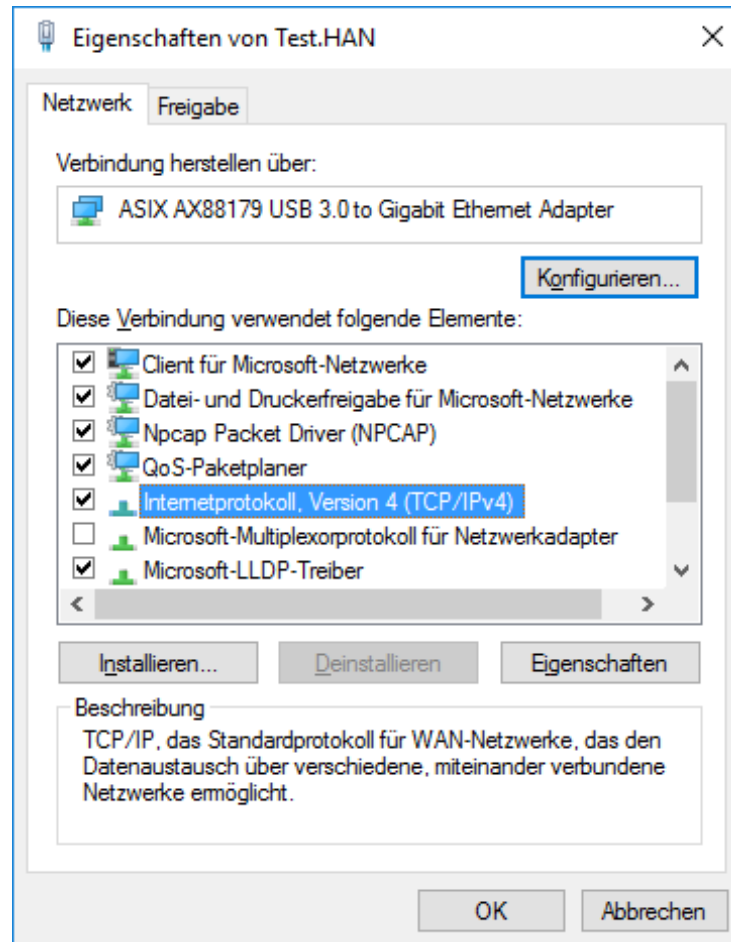 Eigenschaften von Test.HAN
Netzwerk
Freigabe
Verbindung herstellen über:
ASIX AX88179 USB 3.0 to Gigabit Ethernet Adapter
Konfigurieren...
Diese Verbindung verwendet folgende Elemente:
Client für Microsoft-Netzwerke
Datei- und Druckerfreigabe für Microsoft-Netzwerke
Npcap Packet Driver (NPCAP)
QoS-Paketplaner
Internetprotokoll, Version 4 (TCP/IPv4)
Microsoft-Multiplexorprotokoll für Netzwerkadapter
Microsoft-LLDP-Treiber
Installieren...
Deinstallieren
Eigenschaften
Beschreibung
TCP/IP, das Standardprotokoll für WAN-Netzwerke, das den
Datenaustausch über verschiedene, miteinander verbundene
Netzwerke ermöglicht.
OK
Abbrechen